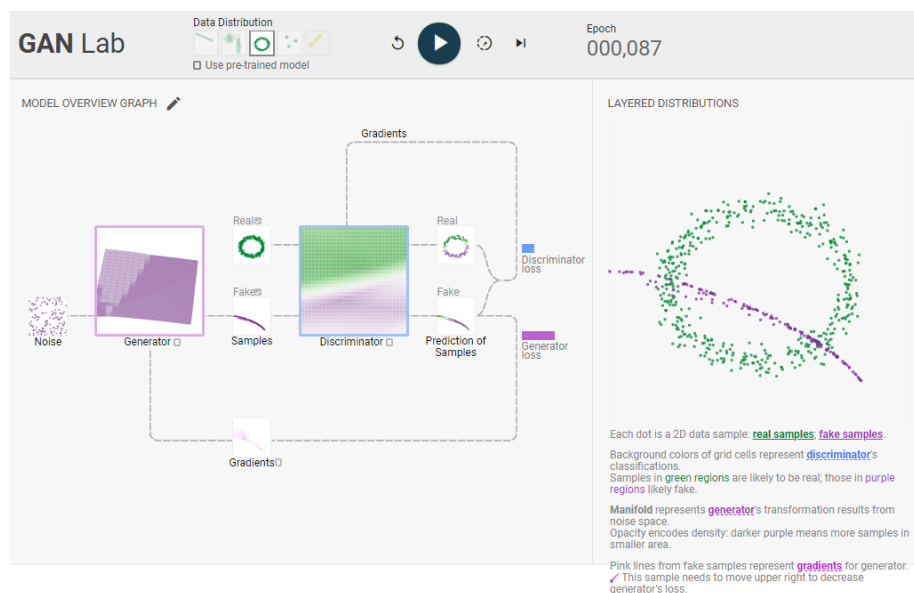 GAN Lab
Data Distribution
Use pre-trained model
Epoch
000,087
MODEL OVERVIEW GRAPH
Gradients
Real
Real
Discriminator
loss
Fake
Fake
Noise
Generator
Samples
Discriminator
Prediction of
Samples
Generator
loss
Gradients
LAYERED DISTRIBUTIONS
Each dot is a 2D data sample: real samples; fake samples.
Background colors of grid cells represent discriminator's
classifications.
Samples in green regions are likely to be real; those in purple
regions likely fake.
Manifold represents generator's transformation results from
noise space.
Opacity encodes density: darker purple means more samples in
smaller area.
Pink lines from fake samples represent gradients for generator.
This sample needs to move upper right to decrease
generator's loss.